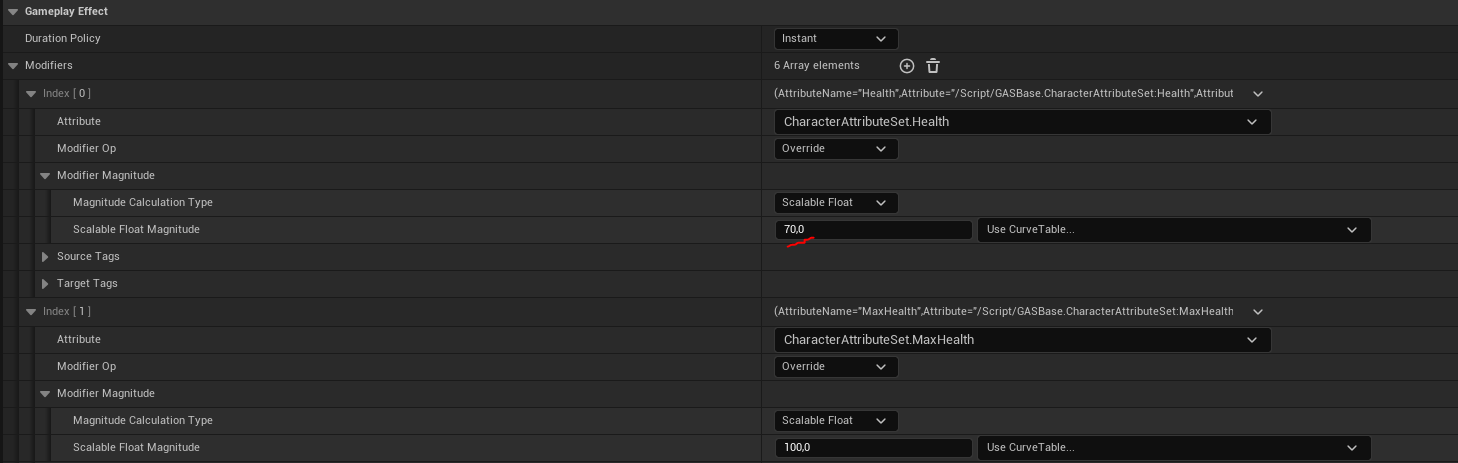 Gameplay Effect
Duration Policy Instant
Modifiers 6 Array elements
Index [ 0 ] (AttributeName="Health",Attribute="/Script/GASBase.CharacterAttributeSet:Health",Attribut
Attribute CharacterAttributeSet.Health
Modifier Op Override
Modifier Magnitude
Magnitude Calculation Type Scalable Float
Scalable Float Magnitude 70,0 Use CurveTable...
Source Tags
Target Tags
Index [ 1 ] (AttributeName="MaxHealth",Attribute="/Script/GASBase.CharacterAttributeSet:MaxHealth
Attribute CharacterAttributeSet.MaxHealth
Modifier Op Override
Modifier Magnitude
Magnitude Calculation Type Scalable Float
Scalable Float Magnitude 100,0 Use CurveTable...